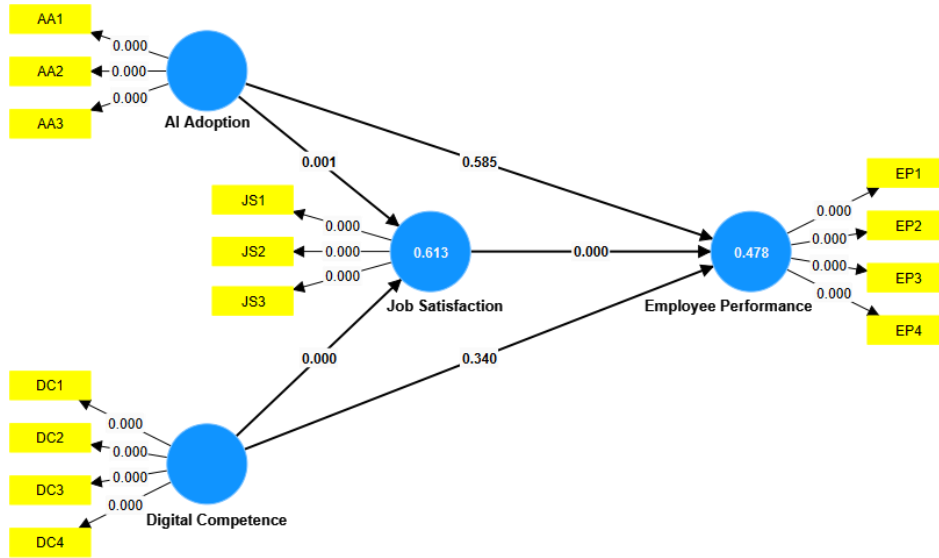 AA1
0.000
AA2
0.000
AA3
0.000
AI Adoption
0.001
0.585
JS1
0.000
JS2
0.000
JS3
0.000
0.613
Job Satisfaction
0.000
EP1
0.000
EP2
0.000
EP3
0.000
EP4
0.000
0.478
Employee Performance
0.000
0.340
DC1
0.000
DC2
0.000
DC3
0.000
DC4
0.000
Digital Competence